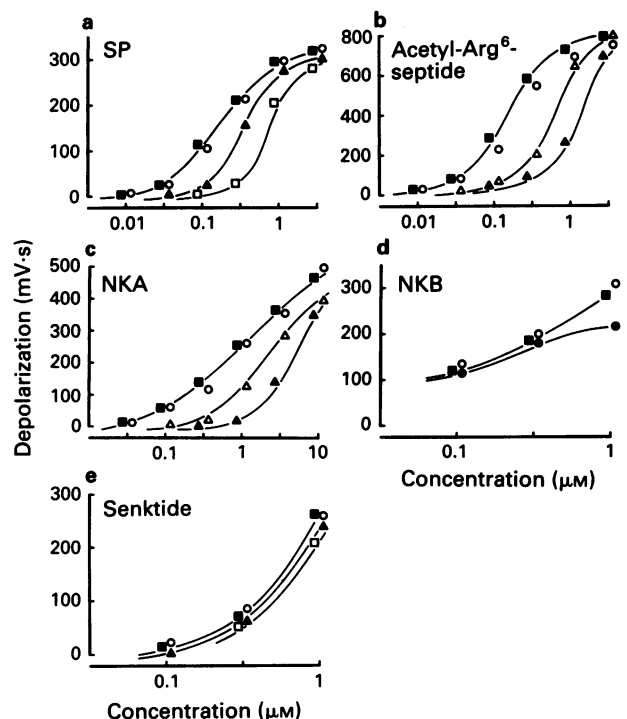 a
SP
300
200
100
0
0.01 0.1 1
b
Acetyl-Arg⁶-
septide
800
600
400
200
0
0.01 0.1 1
Depolarization (mV·s)
c
NKA
500
400
300
200
100
0
0.1 1 10
d
NKB
300
200
100
0
0.1 1
Concentration (μM)
e
Senktide
300
200
100
0
0.1 1
Concentration (μM)